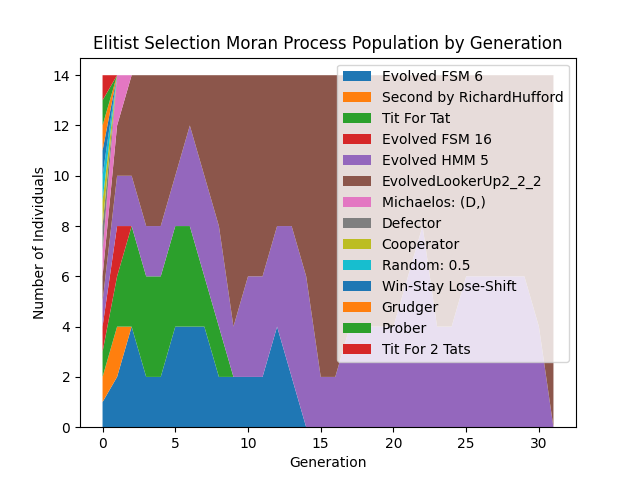 Elitist Selection Moran Process Population by Generation
Number of Individuals
14
12
10
8
6
4
2
0
0
5
10
15
20
25
30
Generation
Evolved FSM 6
Second by RichardHufford
Tit For Tat
Evolved FSM 16
Evolved HMM 5
EvolvedLookerUp2_2_2
Michaelos: (D,)
Defector
Cooperator
Random: 0.5
Win-Stay Lose-Shift
Grudger
Prober
Tit For 2 Tats